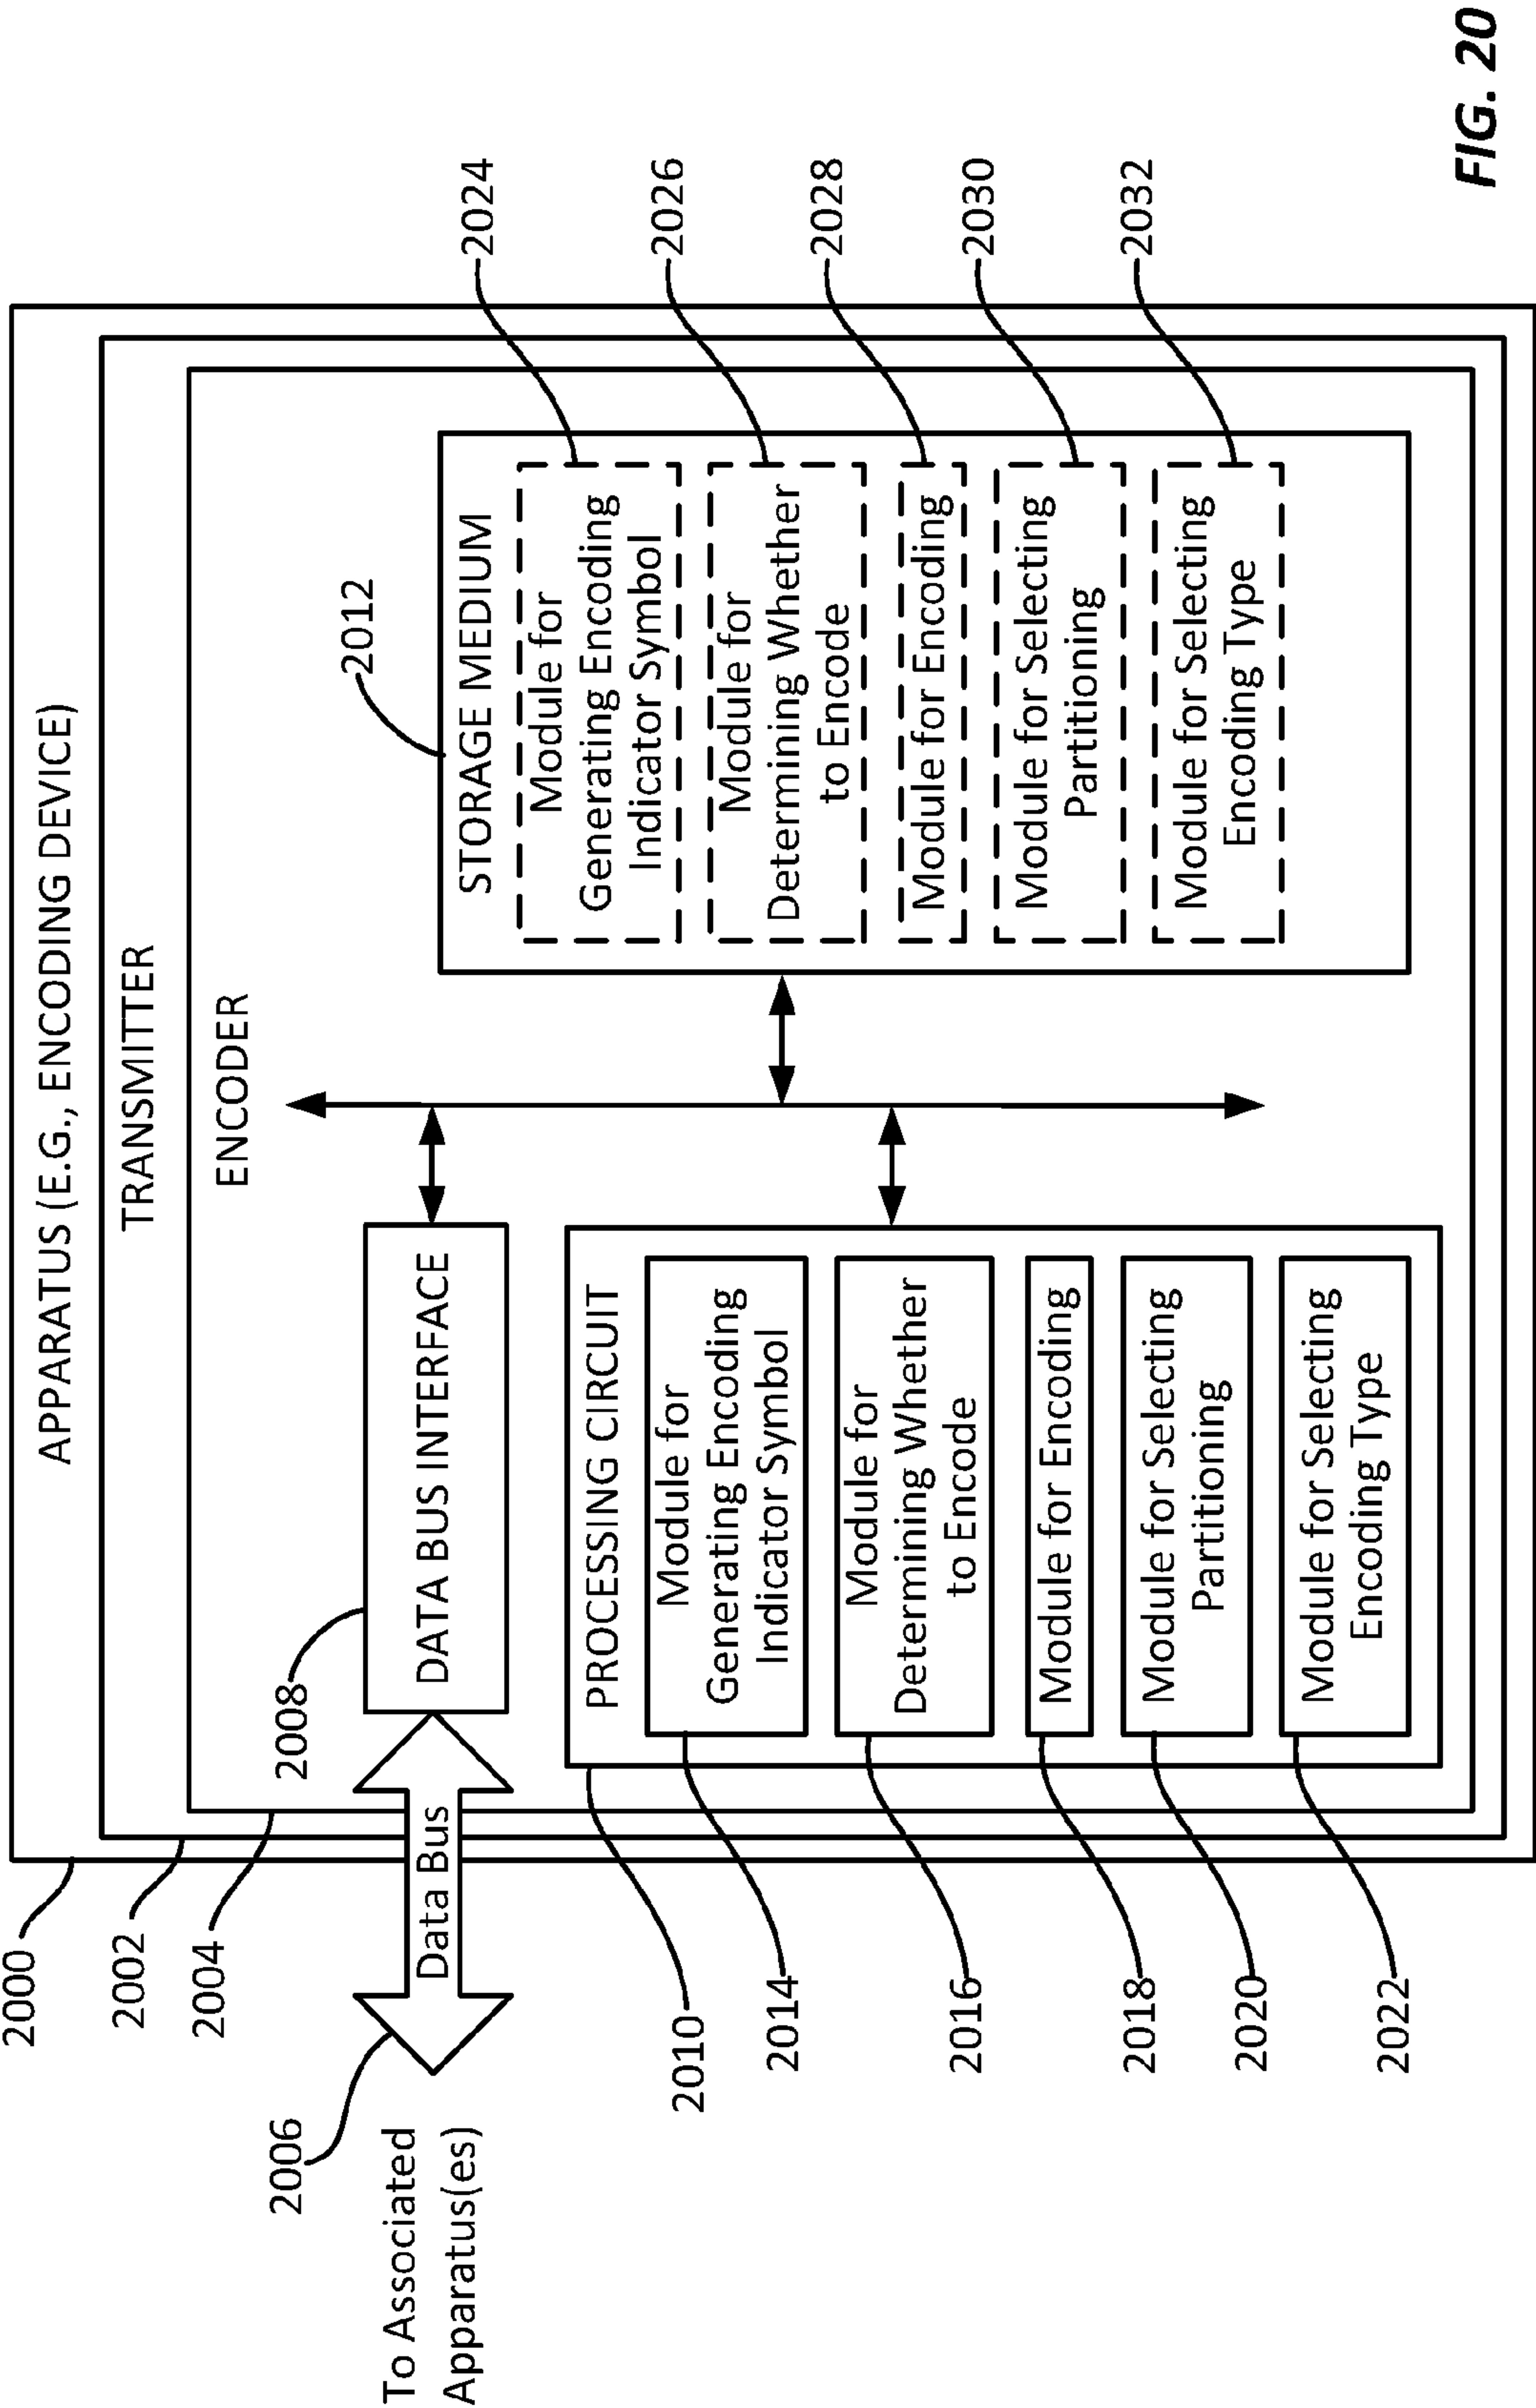 APPARATUS (E.G., ENCODING DEVICE)
2000
TRANSMITTER
2002
ENCODER
2004
2006
To Associated
Apparatus(es)
Data Bus
2008
DATA BUS INTERFACE
2010
PROCESSING CIRCUIT
2014
Module for
Generating Encoding
Indicator Symbol
2016
Module for
Determining Whether
to Encode
2018
Module for Encoding
2020
Module for Selecting
Partitioning
2022
Module for Selecting
Encoding Type
2012
STORAGE MEDIUM
Module for
Generating Encoding
Indicator Symbol
2024
Module for
Determining Whether
to Encode
2026
Module for Encoding
2028
Module for Selecting
Partitioning
2030
Module for Selecting
Encoding Type
2032
FIG. 20